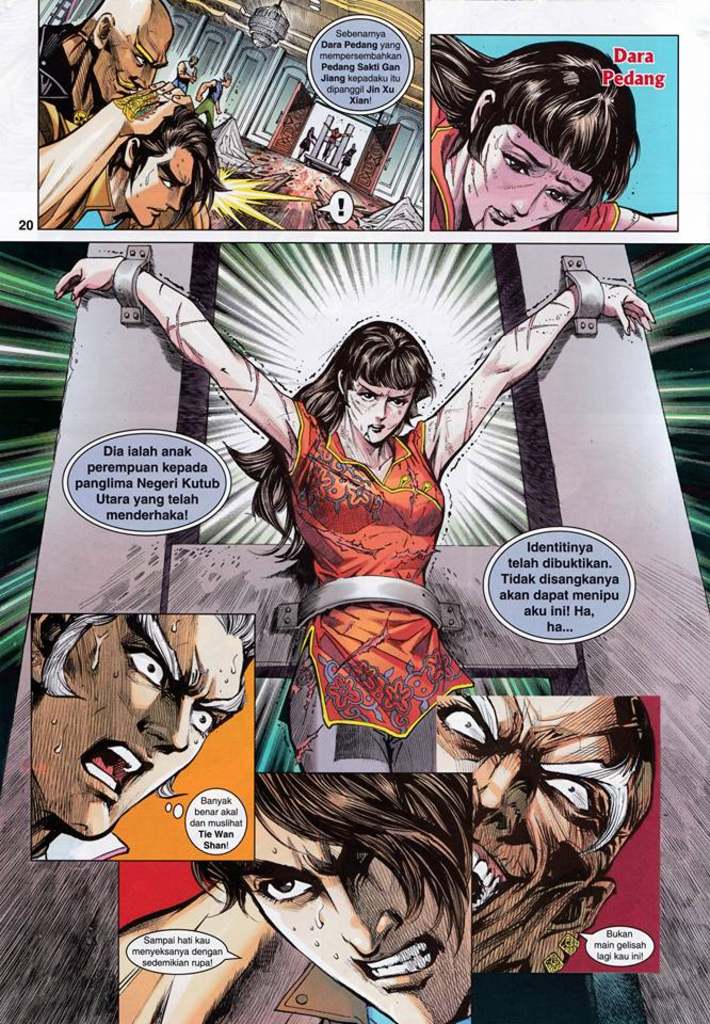 Sebenarnya
Dara Pedang yang
mempersembahkan
Pedang Sakti Gan
Jiang kepadaku itu
dipanggil Jin Xu
Xian!
Dara
Pedang
!
20
Dia ialah anak
perempuan kepada
panglima Negeri Kutub
Utara yang telah
menderhaka!
Identitinya
telah dibuktikan.
Tidak disangkanya
akan dapat menipu
aku ini! Ha,
ha...
Banyak
benar akal
dan muslihat
Tie Wan
Shan!
Sampai hati kau
menyeksanya dengan
sedemikian rupa!
Bukan
main gelisah
lagi kau ini!